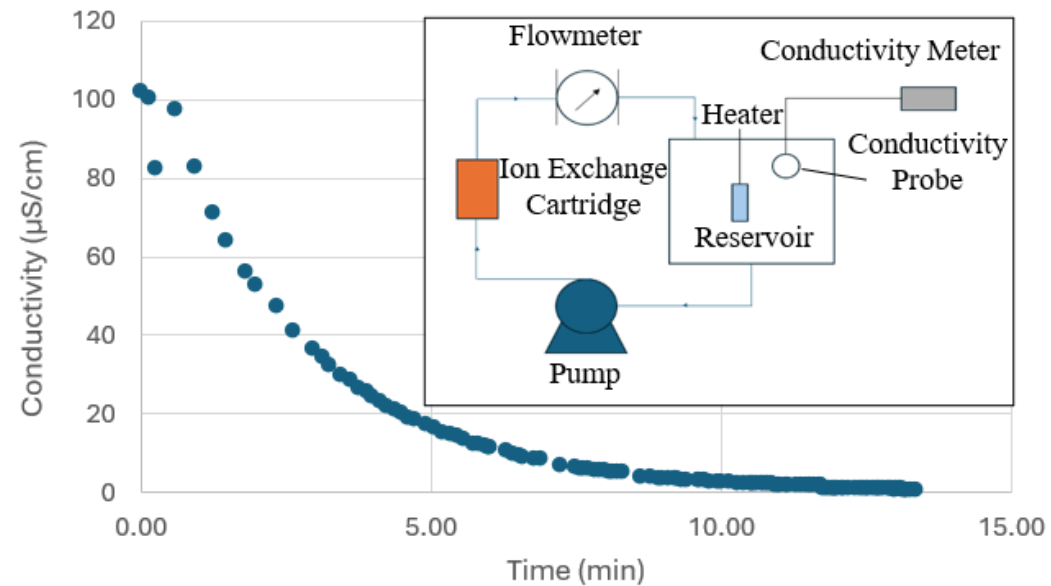 120
100
80
60
40
20
0
Conductivity (µS/cm)
0.00
5.00
10.00
15.00
Time (min)
Flowmeter
Conductivity Meter
Heater
Conductivity
Probe
Ion Exchange
Cartridge
Reservoir
Pump